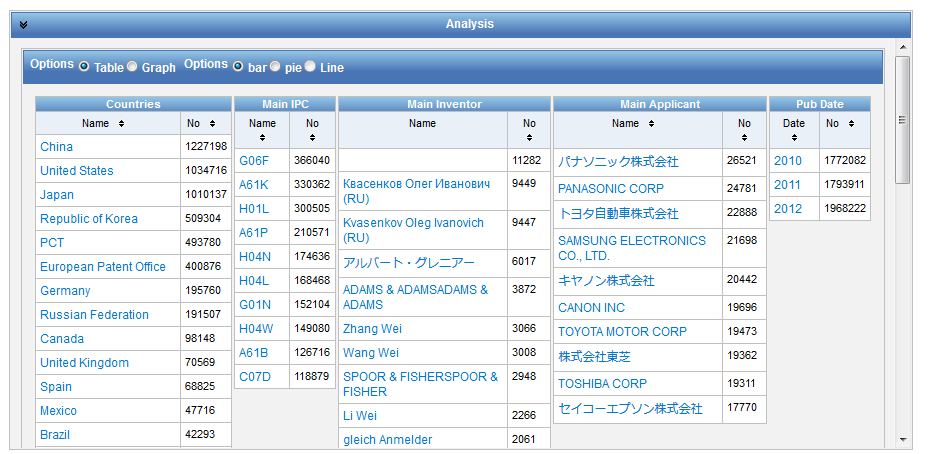 Analysis
Options Table Graph Options bar pie Line
Countries
Name No
China 1227198
United States 1034716
Japan 1010137
Republic of Korea 509304
PCT 493780
European Patent Office 400876
Germany 195760
Russian Federation 191507
Canada 98148
United Kingdom 70569
Spain 68825
Mexico 47716
Brazil 42293
Main IPC
Name No
G06F 366040
A61K 330362
H01L 300505
A61P 210571
H04N 174636
H04L 168468
G01N 152104
H04W 149080
A61B 126716
C07D 118879
Main Inventor
Name No
11282
Квасенков Олег Иванович 9449
(RU)
Kvasenkov Oleg Ivanovich 9447
(RU)
アルバート・グレニアー 6017
ADAMS & ADAMSADAMS & 3872
ADAMS
Zhang Wei 3066
Wang Wei 3008
SPOOR & FISHERSPOOR & 2948
FISHER
Li Wei 2266
gleich Anmelder 2061
Main Applicant
Name No
パナソニック株式会社 26521
PANASONIC CORP 24781
トヨタ自動車株式会社 22888
SAMSUNG ELECTRONICS 21698
CO., LTD.
キヤノン株式会社 20442
CANON INC 19696
TOYOTA MOTOR CORP 19473
株式会社東芝 19362
TOSHIBA CORP 19311
セイコーエプソン株式会社 17770
Pub Date
Date No
2010 1772082
2011 1793911
2012 1968222